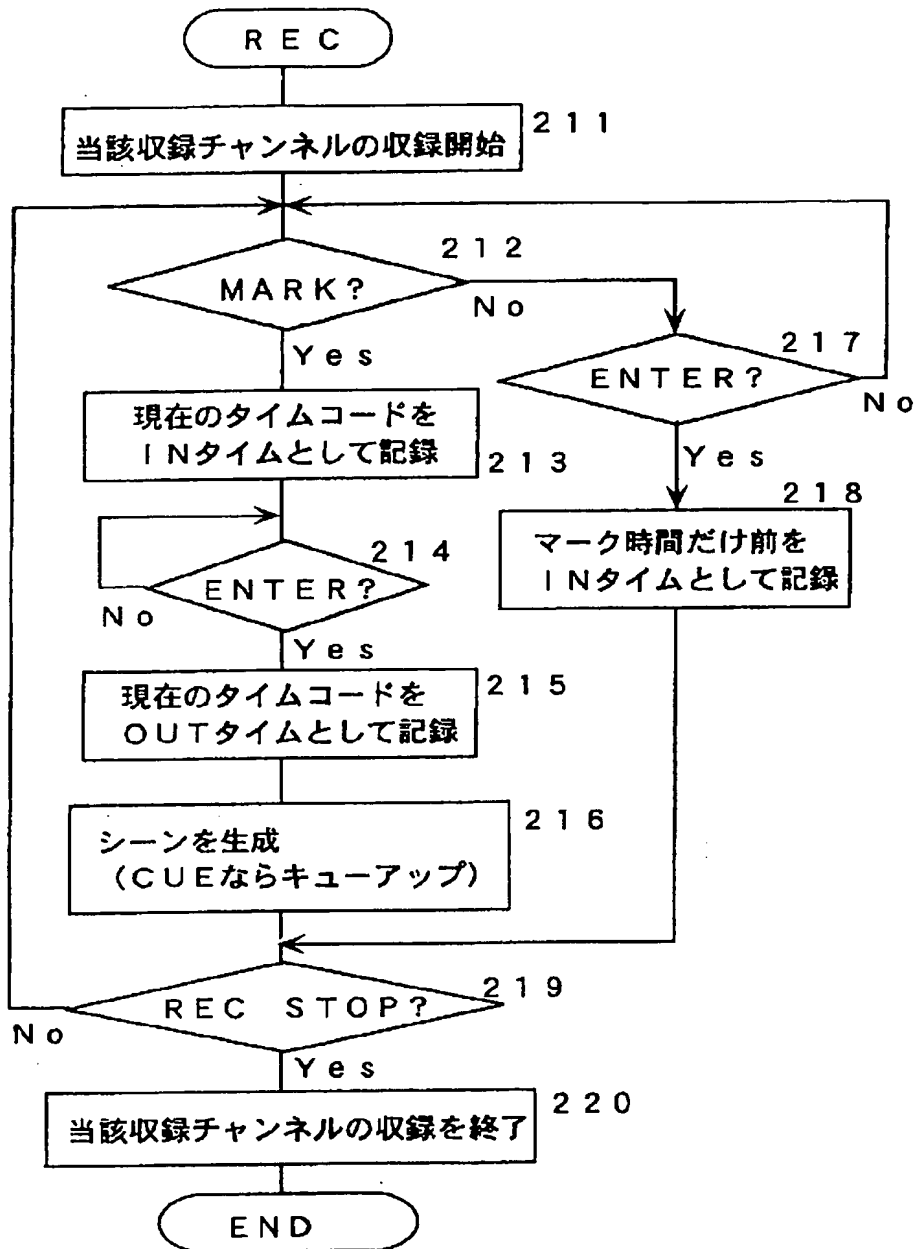 REC
当該収録チャンネルの収録開始
211
MARK?
212
No
Yes
ENTER?
217
No
Yes
現在のタイムコードを
INタイムとして記録
213
マーク時間だけ前を
INタイムとして記録
218
ENTER?
214
No
Yes
現在のタイムコードを
OUTタイムとして記録
215
シーンを生成
(CUEならキューアップ)
216
REC STOP?
219
No
Yes
当該収録チャンネルの収録を終了
220
END